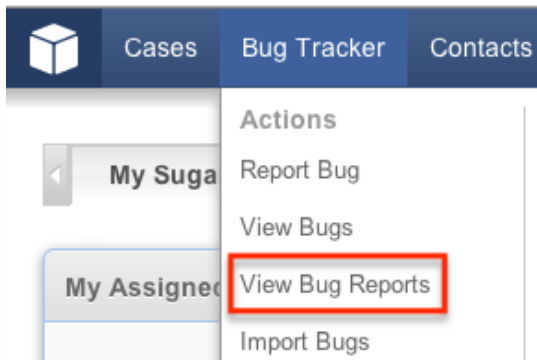 Cases Bug Tracker Contacts
Actions
My Suga Report Bug
View Bugs
My Assigned View Bug Reports
Import Bugs